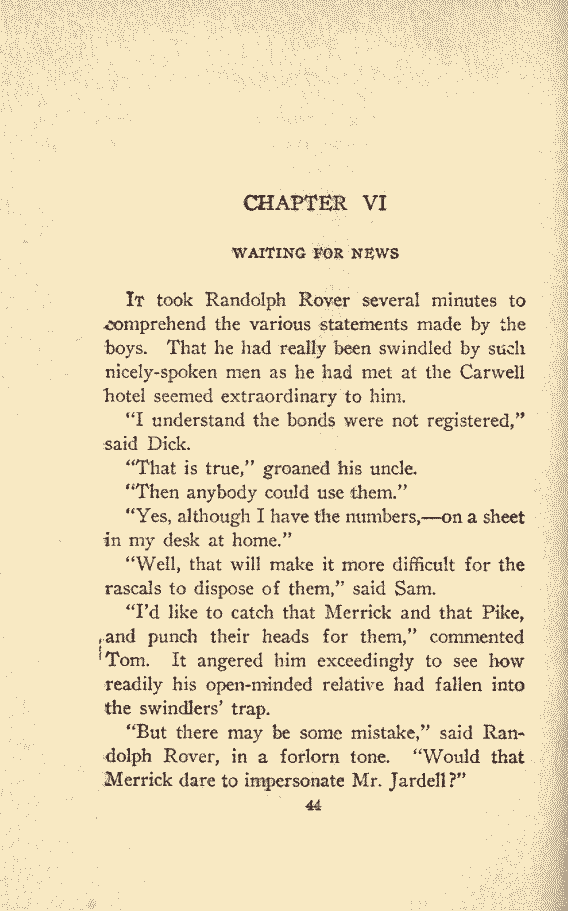 CHAPTER VI
WAITING FOR NEWS
IT took Randolph Rover several minutes to
comprehend the various statements made by the
boys. That he had really been swindled by such
nicely-spoken men as he had met at the Carwell
hotel seemed extraordinary to him.
"I understand the bonds were not registered,"
said Dick.
"That is true," groaned his uncle.
"Then anybody could use them."
"Yes, although I have the numbers,—on a sheet
in my desk at home."
"Well, that will make it more difficult for the
rascals to dispose of them," said Sam.
"I'd like to catch that Merrick and that Pike,
and punch their heads for them," commented
Tom. It angered him exceedingly to see how
readily his open-minded relative had fallen into
the swindlers' trap.
"But there may be some mistake," said Ran-
dolph Rover, in a forlorn tone. "Would that
Merrick dare to impersonate Mr. Jardell?"
44